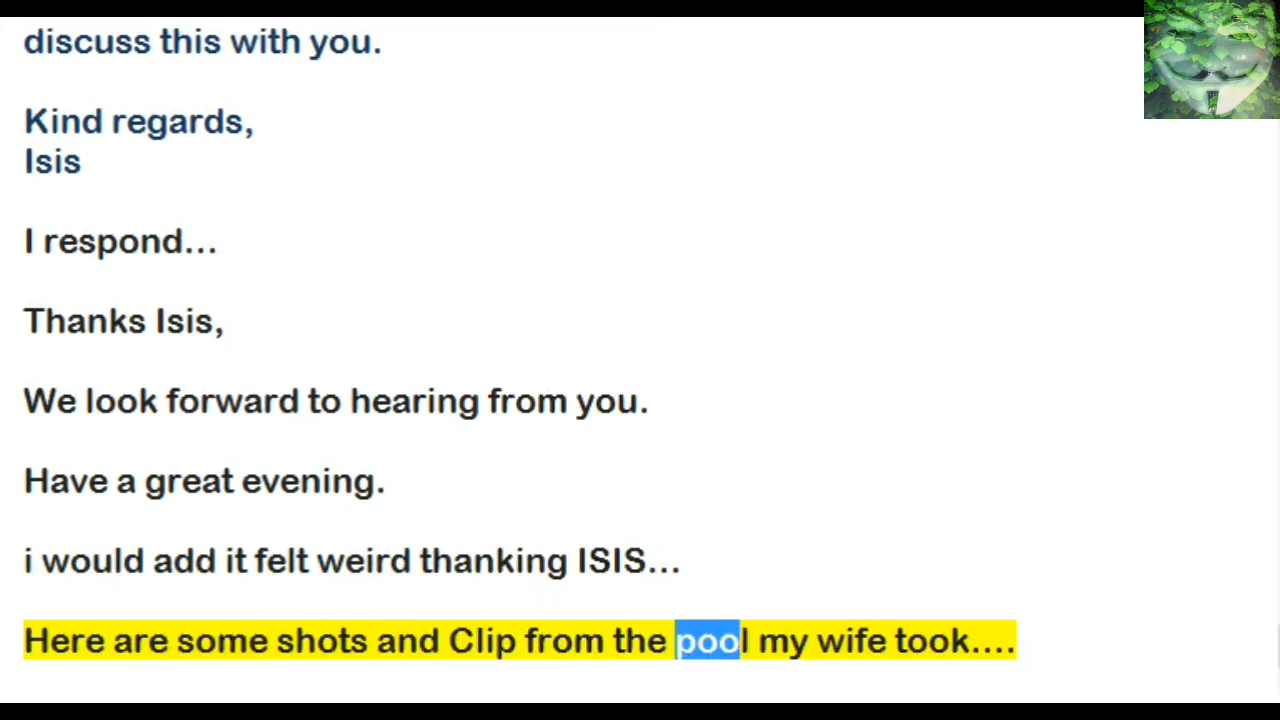 discuss this with you.
Kind regards,
Isis
I respond...
Thanks Isis,
We look forward to hearing from you.
Have a great evening.
i would add it felt weird thanking ISIS...
Here are some shots and Clip from the pool my wife took....